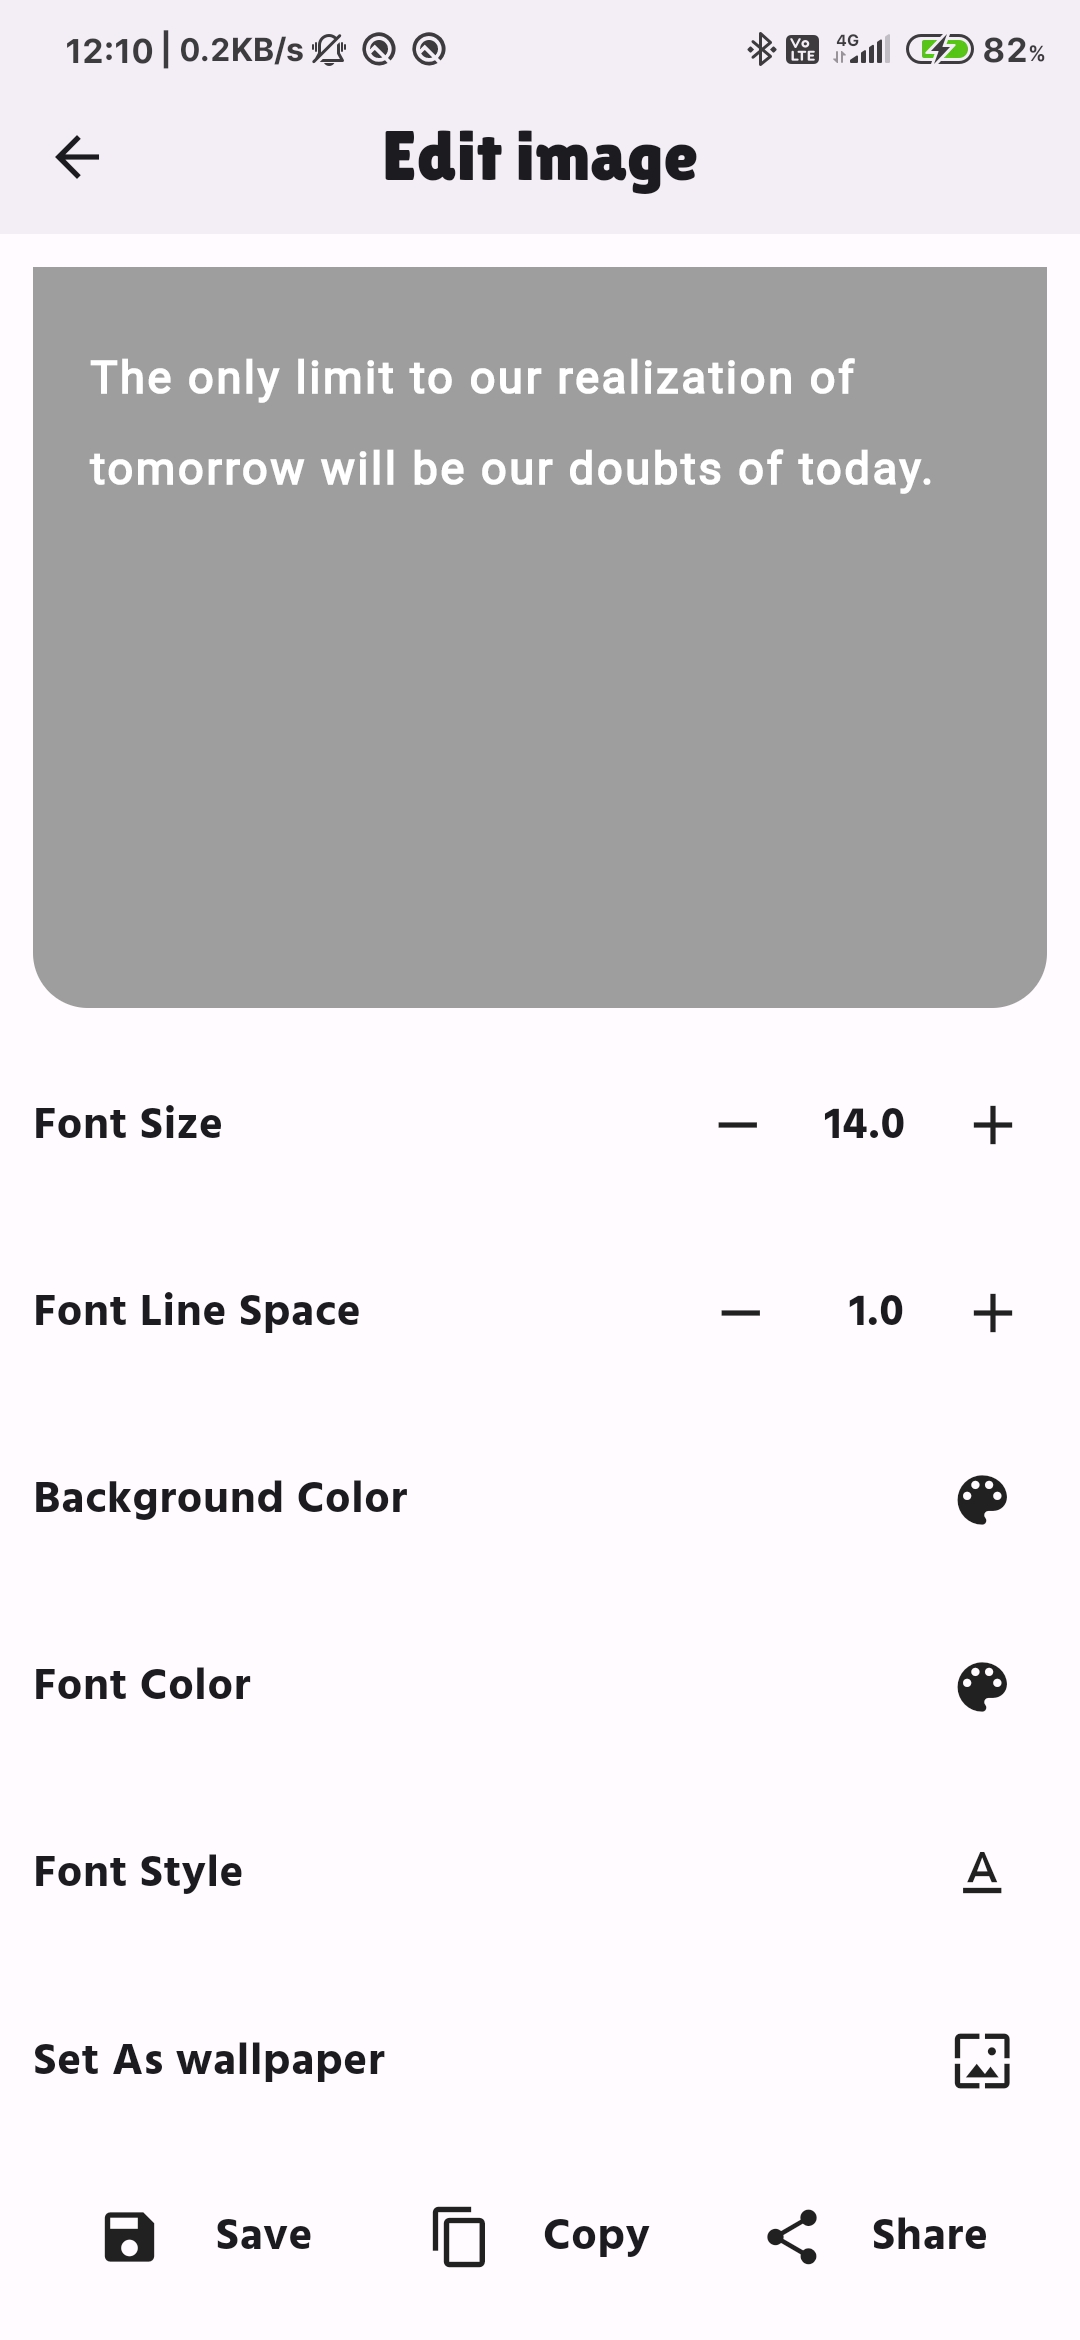 12:10 | 0.2KB/s Vo LTE 4G 82%
Edit image
The only limit to our realization of
tomorrow will be our doubts of today.
Font Size 14.0
Font Line Space 1.0
Background Color
Font Color
Font Style
Set As wallpaper
Save Copy Share